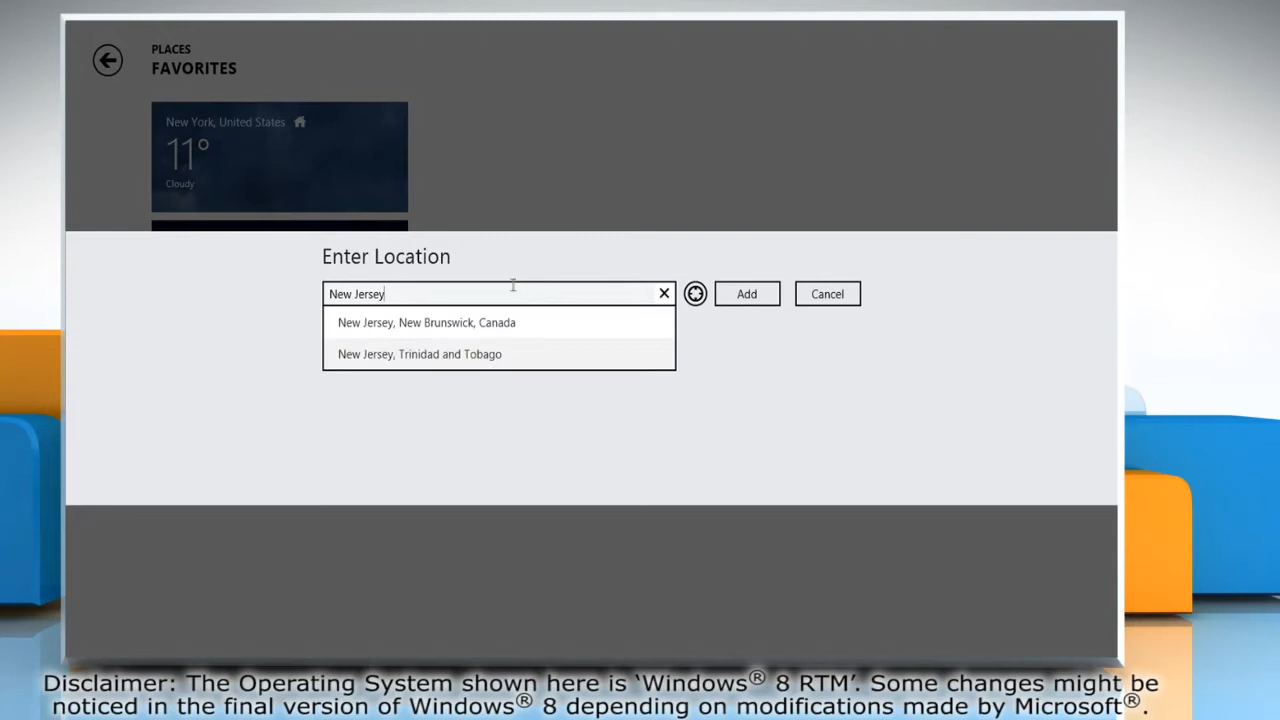 PLACES
FAVORITES
New York, United States
11°
Cloudy
Enter Location
New Jersey
Add
Cancel
New Jersey, New Brunswick, Canada
New Jersey, Trinidad and Tobago
Disclaimer: The Operating System shown here is ‘Windows® 8 RTM’. Some changes might be
noticed in the final version of Windows® 8 depending on modifications made by Microsoft®.